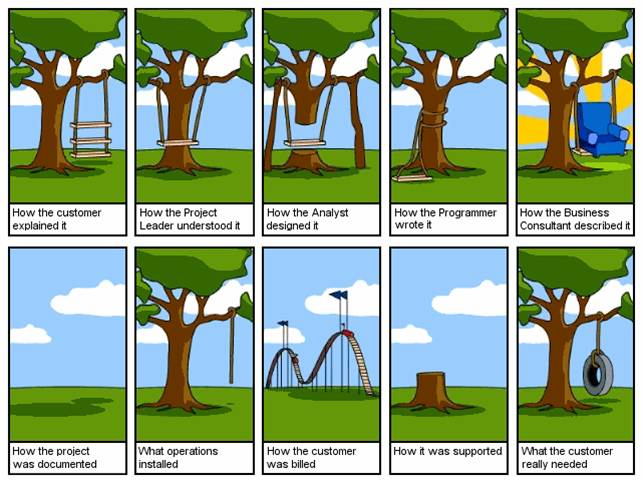 How the customer
explained it
How the Project
Leader understood it
How the Analyst
designed it
How the Programmer
wrote it
How the Business
Consultant described it
How the project
was documented
What operations
installed
How the customer
was billed
How it was supported
What the customer
really needed